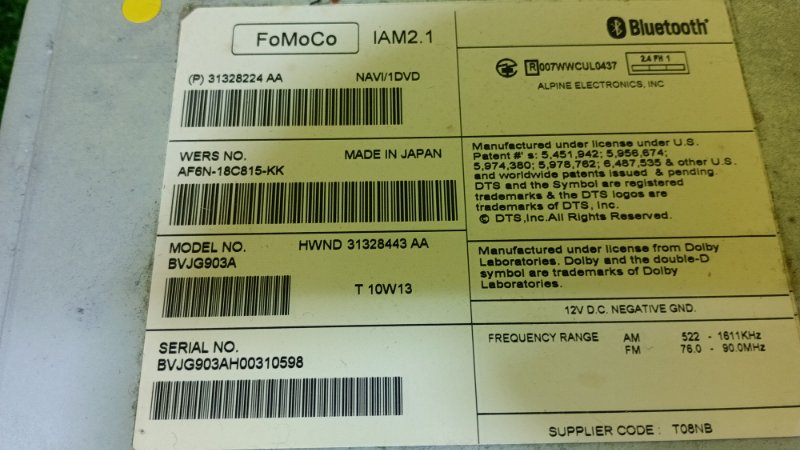 FoMoCo IAM2.1
(P) 31328224 AA NAVI/1DVD
WERS NO. MADE IN JAPAN
AF6N-18C815-KK
MODEL NO. HWND 31328443 AA
BVJG903A
T 10W13
SERIAL NO.
BVJG903AH00310598
Bluetooth
R 007WWCUL0437 2.4 FH 1
ALPINE ELECTRONICS, INC
Manufactured under license under U.S.
Patent #' s: 5,451,942; 5,956,674;
5,974,380; 5,978,762; 6,487,535 & other U.S.
and worldwide patents issued & pending.
DTS and the Symbol are registered
trademarks & the DTS logos are
trademarks of DTS, Inc.
© DTS,Inc.All Rights Reserved.
Manufactured under license from Dolby
Laboratories. Dolby and the double-D
symbol are trademarks of Dolby
Laboratories.
12V D.C. NEGATIVE GND.
FREQUENCY RANGE AM 522 - 1611KHz
FM 76.0 - 90.0MHz
SUPPLIER CODE : T08NB